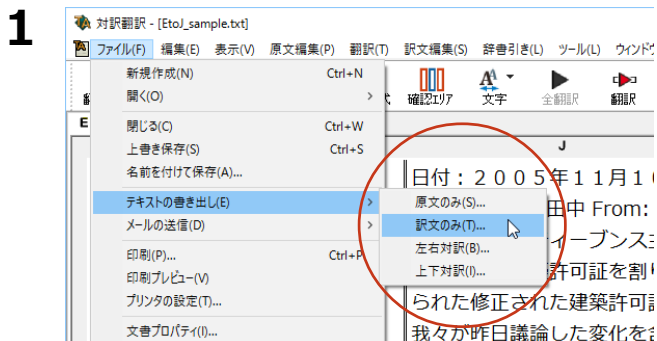 1
対訳翻訳 - [EtoJ_sample.txt]
ファイル(F) 編集(E) 表示(V) 原文編集(P) 翻訳(T) 訳文編集(S) 辞書引き(L) ツール(L) ウィンドウ
新規作成(N) Ctrl+N
開く(O) >
閉じる(C) Ctrl+W
上書き保存(S) Ctrl+S
名前を付けて保存(A)...
テキストの書き出し(E) >
メールの送信(D) >
印刷(P)... Ctrl+P
印刷プレビュー(V)
プリンタの設定(T)...
文書プロパティ(I)...
確認エリア 文字 全翻訳 翻訳
E
J
原文のみ(S)...
訳文のみ(T)...
左右対訳(B)...
上下対訳(I)...
日付：２００５年１１月１
田中 From:
ィーブンス
許可証を割り
られた修正された建築許可
我々が昨日議論した変化を